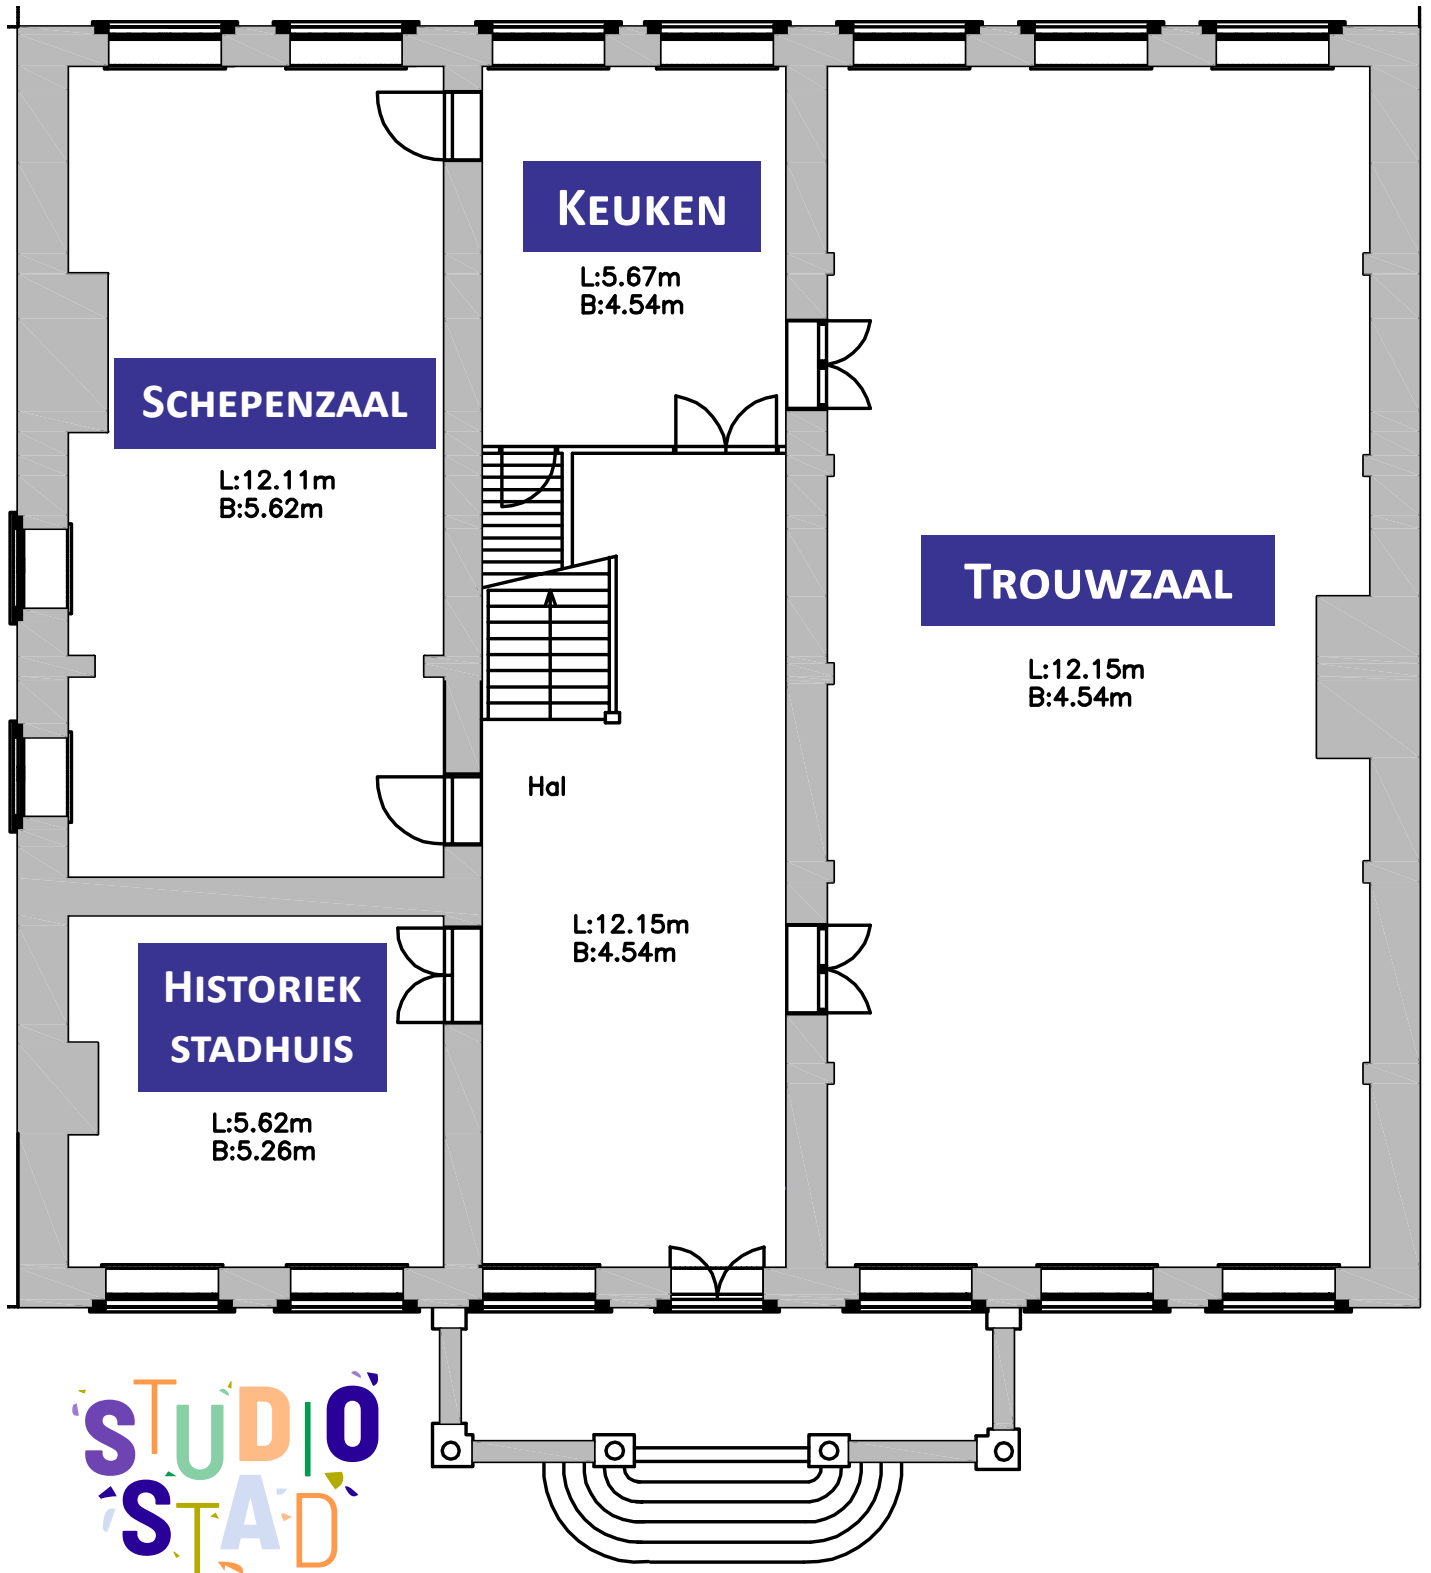 KEUKEN
L:5.67m
B:4.54m
SCHEPENZAAL
L:12.11m
B:5.62m
TROUWZAAL
L:12.15m
B:4.54m
Hal
L:12.15m
B:4.54m
HISTORIEK
STADHUIS
L:5.62m
B:5.26m
STUDIO
STAD